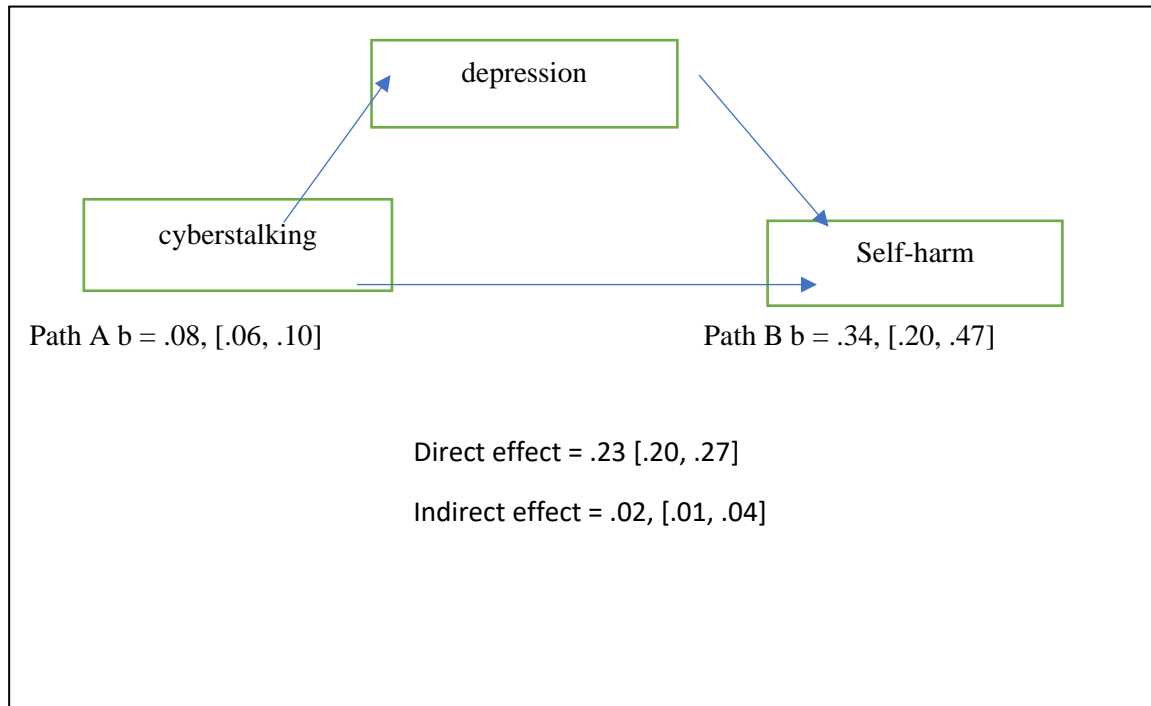 depression
cyberstalking
Self-harm
Path A b = .08, [.06, .10]
Path B b = .34, [.20, .47]
Direct effect = .23 [.20, .27]
Indirect effect = .02, [.01, .04]